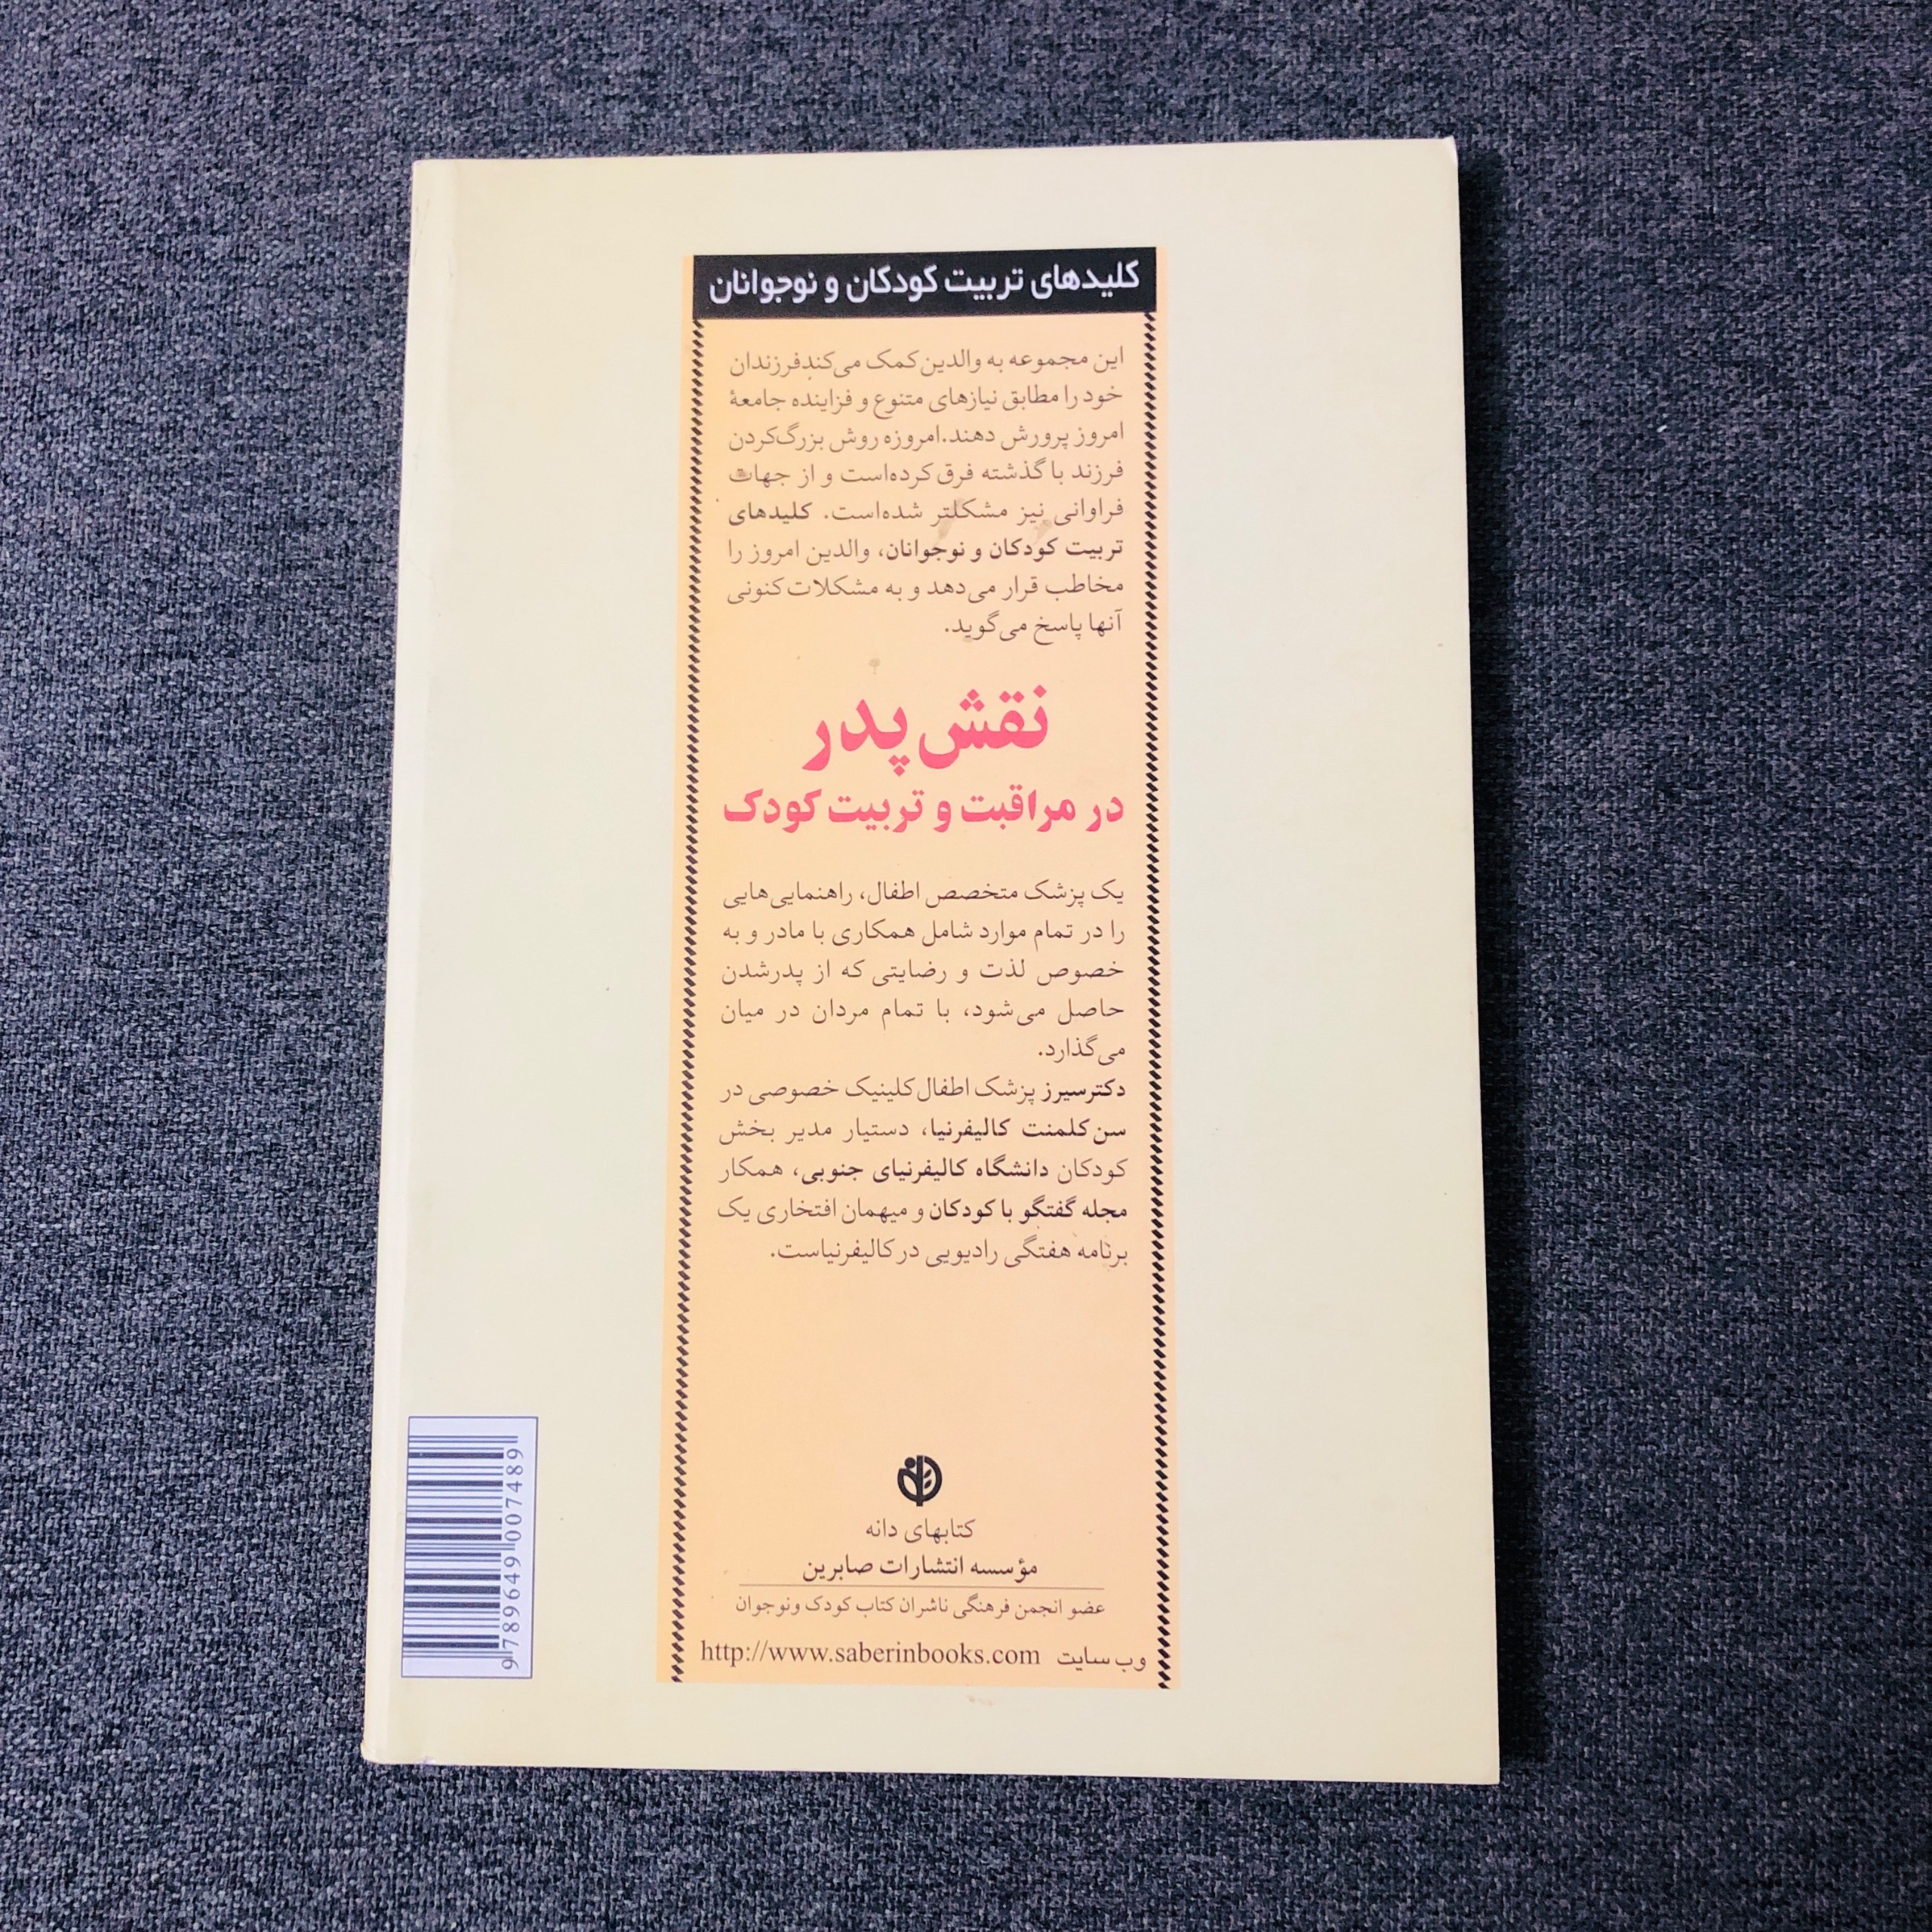 کلیدهای تربیت کودکان و نوجوانان
این مجموعه به والدین کمک می‌کند فرزندان
خود را مطابق نیازهای متنوع و فزاینده جامعهٔ
امروز پرورش دهند. امروزه روش بزرگ‌کردن
فرزند با گذشته فرق کرده‌است و از جهات
فراوانی نیز مشکلتر شده‌است. کلیدهای
تربیت کودکان و نوجوانان، والدین امروز را
مخاطب قرار می‌دهد و به مشکلات کنونی
آنها پاسخ می‌گوید.
نقش پدر
در مراقبت و تربیت کودک
یک پزشک متخصص اطفال، راهنمایی‌هایی
را در تمام موارد شامل همکاری با مادر و به
خصوص لذت و رضایتی که از پدرشدن
حاصل می‌شود، با تمام مردان در میان
می‌گذارد.
دکتر سیرز پزشک اطفال کلینیک خصوصی در
سن کلمنت کالیفرنیا، دستیار مدیر بخش
کودکان دانشگاه کالیفرنیای جنوبی، همکار
مجله گفتگو با کودکان و میهمان افتخاری یک
برنامه هفتگی رادیویی در کالیفرنیاست.
کتابهای دانه
مؤسسه انتشارات صابرین
عضو انجمن فرهنگی ناشران کتاب کودک ونوجوان
وب سایت http://www.saberinbooks.com
9789649007489